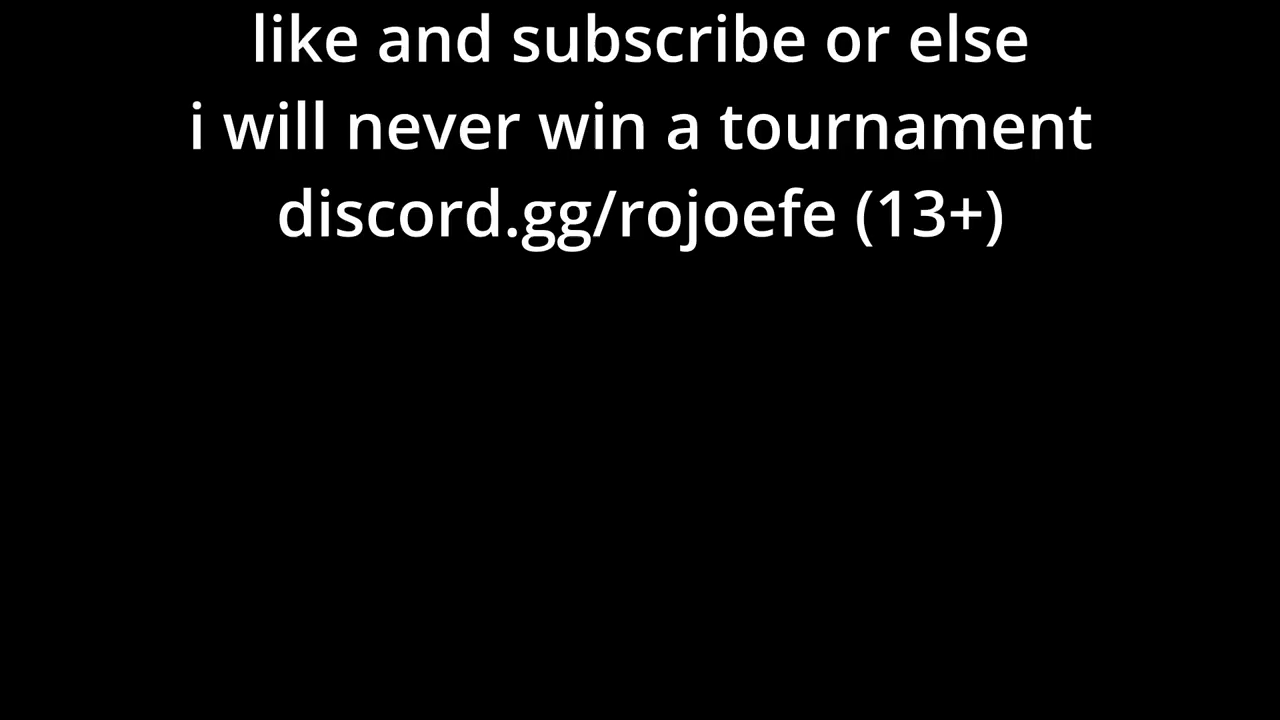 like and subscribe or else
i will never win a tournament
discord.gg/rojoefe (13+)